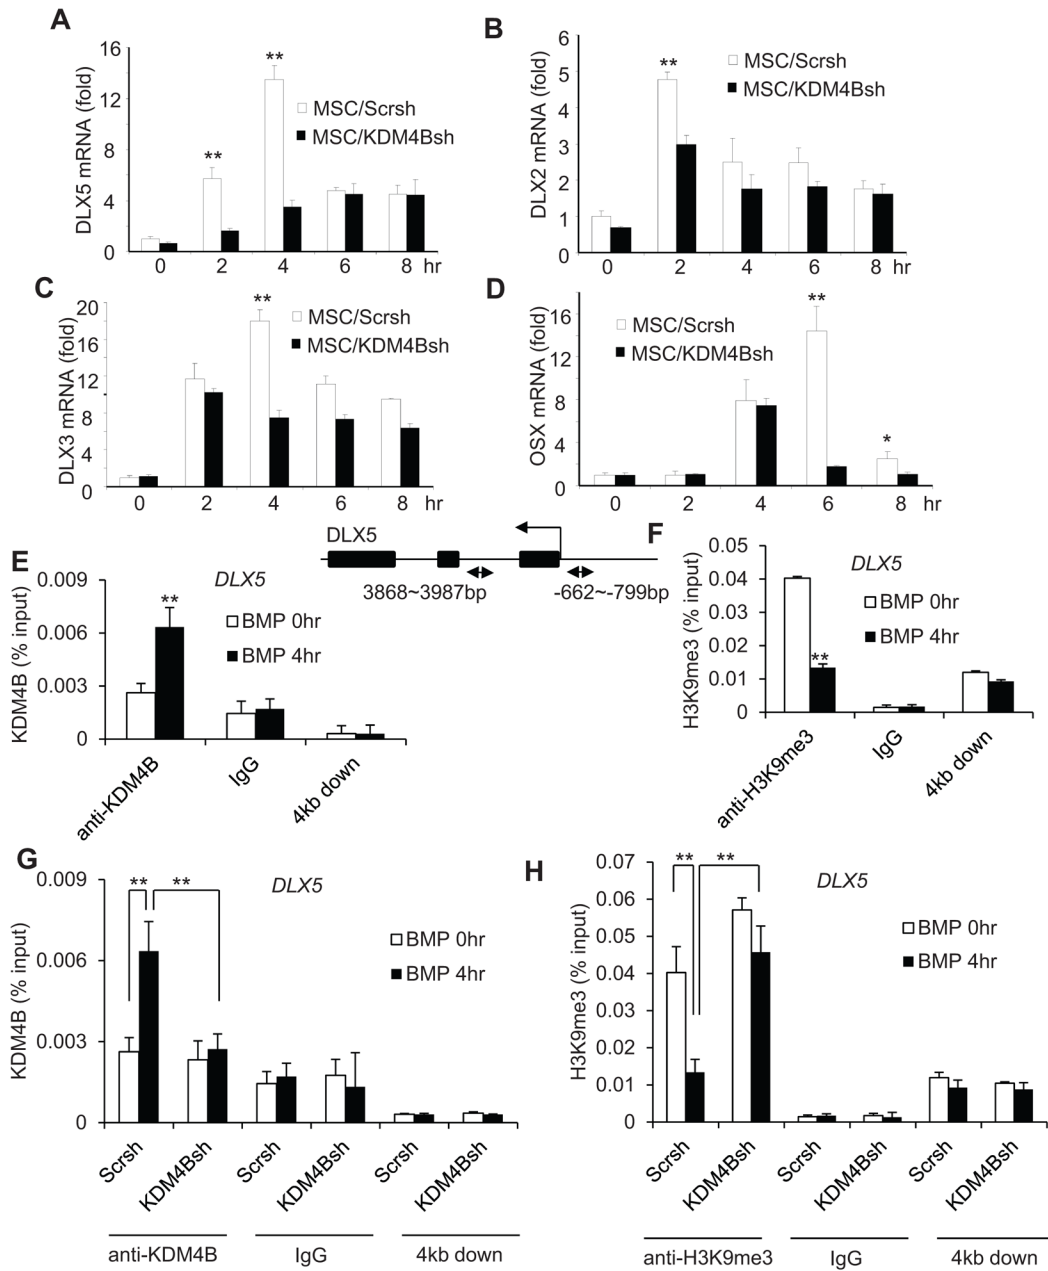 A
DLX5 mRNA (fold)
16
12
8
4
0
**
**
MSC/Scrsh
MSC/KDM4Bsh
0 2 4 6 8 hr
B
DLX2 mRNA (fold)
6
5
4
3
2
1
0
**
MSC/Scrsh
MSC/KDM4Bsh
0 2 4 6 8 hr
C
DLX3 mRNA (fold)
20
16
12
8
4
0
**
MSC/Scrsh
MSC/KDM4Bsh
0 2 4 6 8 hr
D
OSX mRNA (fold)
16
12
8
4
0
**
*
MSC/Scrsh
MSC/KDM4Bsh
0 2 4 6 8 hr
DLX5
3868~3987bp
-662~-799bp
E
KDM4B (% input)
0.009
0.006
0.003
0
DLX5
**
BMP 0hr
BMP 4hr
anti-KDM4B
IgG
4kb down
F
H3K9me3 (% input)
0.05
0.04
0.03
0.02
0.01
0
DLX5
BMP 0hr
BMP 4hr
**
anti-H3K9me3
IgG
4kb down
G
KDM4B (% input)
0.009
0.006
0.003
0
** **
DLX5
BMP 0hr
BMP 4hr
Scrsh KDM4Bsh Scrsh KDM4Bsh Scrsh KDM4Bsh
anti-KDM4B IgG 4kb down
H
H3K9me3 (% input)
0.07
0.06
0.05
0.04
0.03
0.02
0.01
0
** **
DLX5
BMP 0hr
BMP 4hr
Scrsh KDM4Bsh Scrsh KDM4Bsh Scrsh KDM4Bsh
anti-H3K9me3 IgG 4kb down